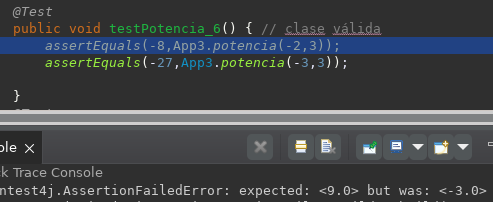 @Test
public void testPotencia_6() { // clase válida
assertEquals(-8,App3.potencia(-2,3));
assertEquals(-27,App3.potencia(-3,3));
}
ole ×
ck Trace Console
ntest4j.AssertionFailedError: expected: <9.0> but was: <-3.0>